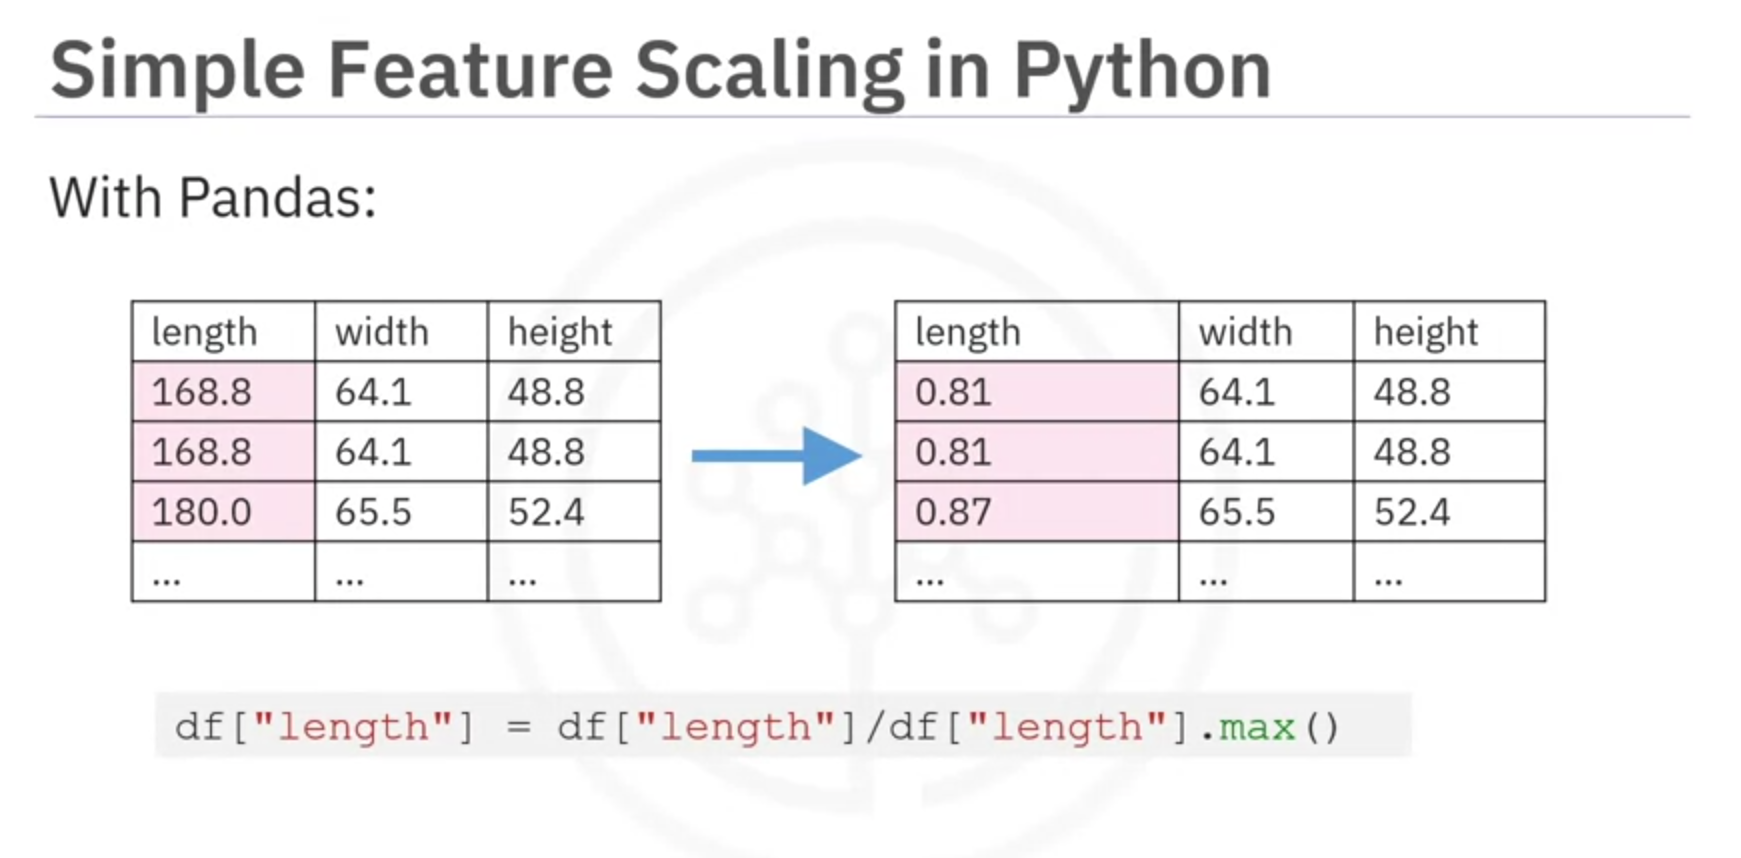 Simple Feature Scaling in Python
With Pandas:
length width height
168.8 64.1 48.8
168.8 64.1 48.8
180.0 65.5 52.4
... ... ...
length width height
0.81 64.1 48.8
0.81 64.1 48.8
0.87 65.5 52.4
... ... ...
df["length"] = df["length"]/df["length"].max()